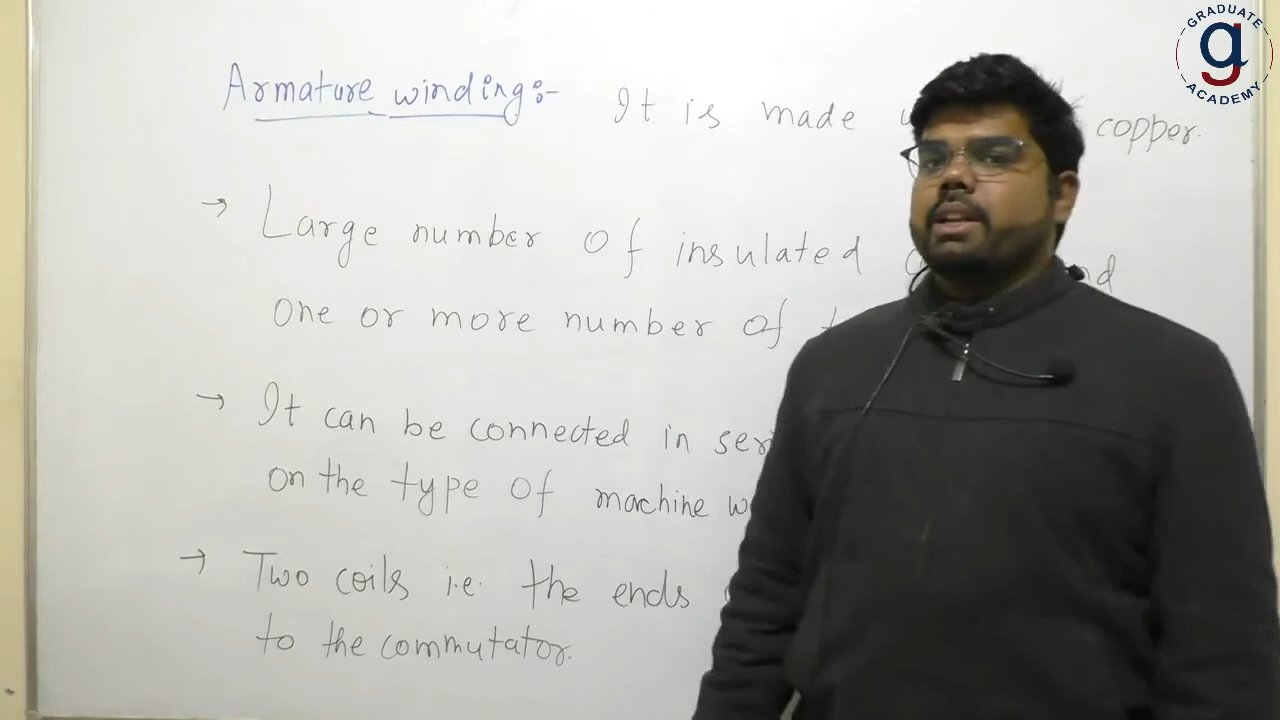 GRADUATE
ACADEMY
Armature winding:- It is made copper.
→ Large number of insulated
one or more number of
→ It can be connected in
on the type of machine
→ Two coils i.e. the ends
to the commutator.